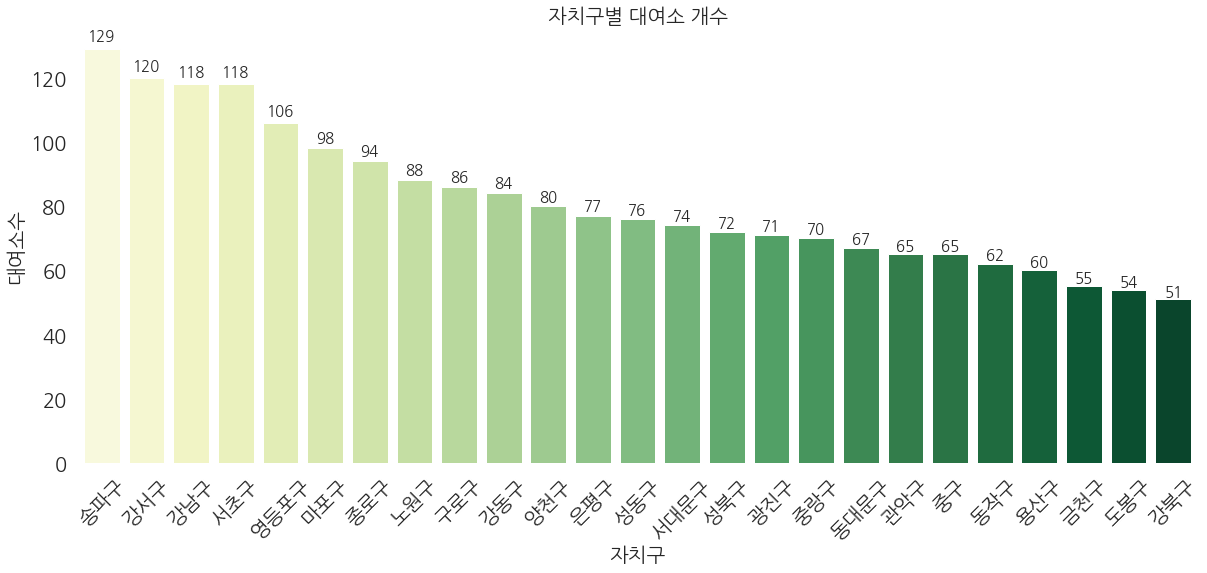 자치구별 대여소 개수
129
120
118
118
106
98
94
88
86
84
80
77
76
74
72
71
70
67
65
65
62
60
55
54
51
120
100
80
60
40
20
0
대여소수
송파구
강서구
강남구
서초구
영등포구
마포구
종로구
노원구
구로구
강동구
양천구
은평구
성동구
서대문구
성북구
광진구
중랑구
동대문구
관악구
중구
동작구
용산구
금천구
도봉구
강북구
자치구